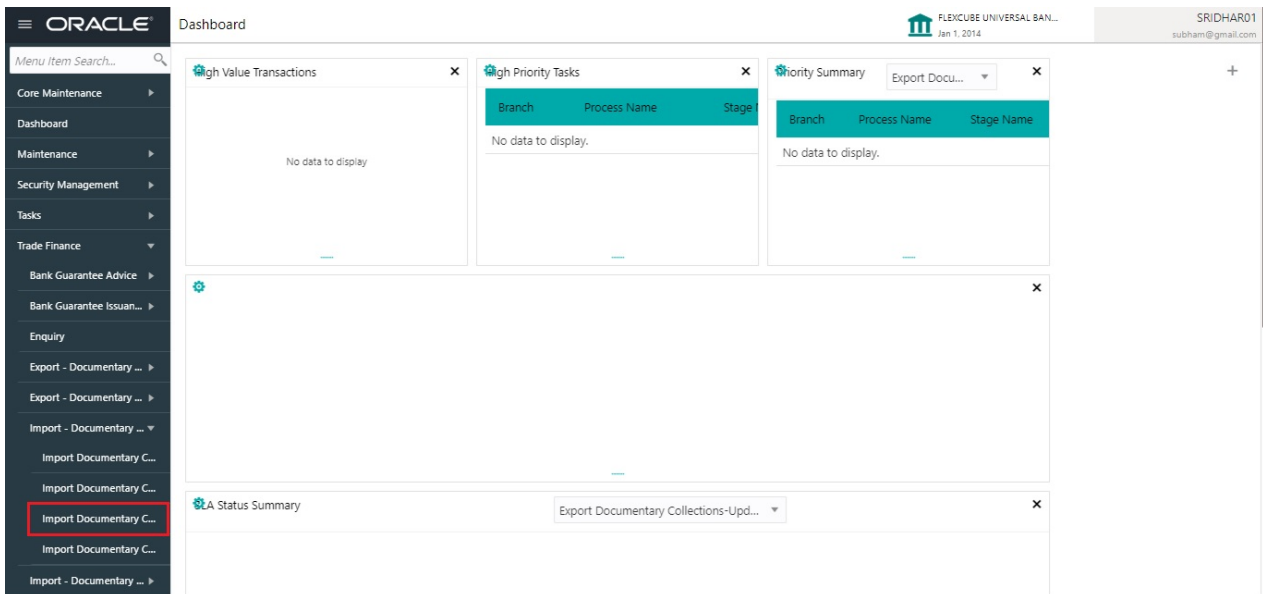 ORACLE
Dashboard
FLEXCUBE UNIVERSAL BAN...
Jan 1, 2014
SRIDHAR01
subham@gmail.com
Menu Item Search...
Core Maintenance
Dashboard
Maintenance
Security Management
Tasks
Trade Finance
Bank Guarantee Advice
Bank Guarantee Issuan...
Enquiry
Export - Documentary ...
Export - Documentary ...
Import - Documentary ...
Import Documentary C...
Import Documentary C...
Import Documentary C...
Import Documentary C...
Import - Documentary ...
High Value Transactions
No data to display
High Priority Tasks
Branch Process Name Stage
No data to display.
Priority Summary Export Docu...
Branch Process Name Stage Name
No data to display.
SLA Status Summary Export Documentary Collections-Upd...